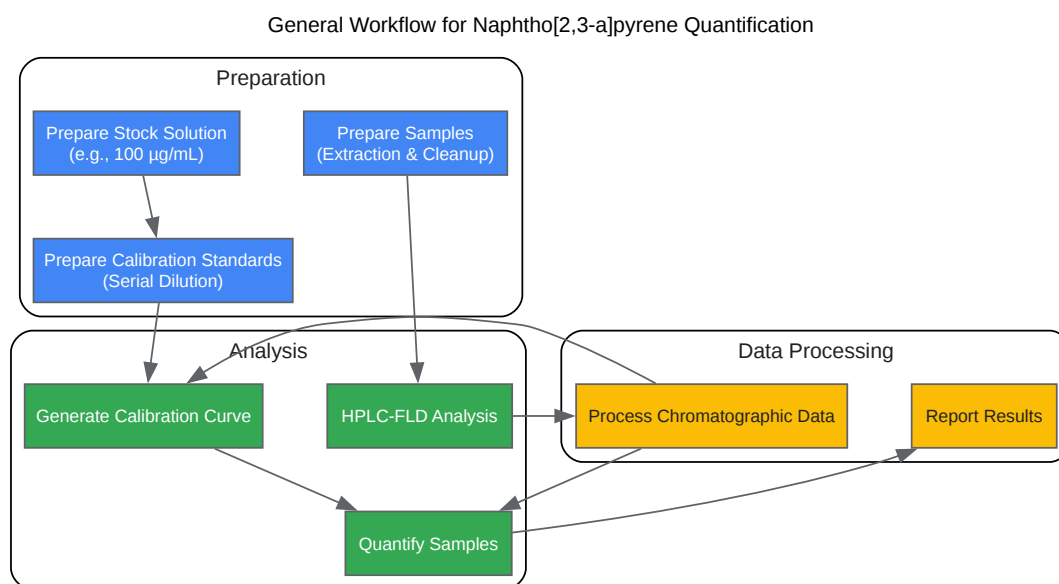 General Workflow for Naphtho[2,3-a]pyrene Quantification
Preparation
Prepare Stock Solution
(e.g., 100 µg/mL)
Prepare Samples
(Extraction & Cleanup)
Prepare Calibration Standards
(Serial Dilution)
Analysis
Data Processing
Generate Calibration Curve
HPLC-FLD Analysis
Process Chromatographic Data
Report Results
Quantify Samples